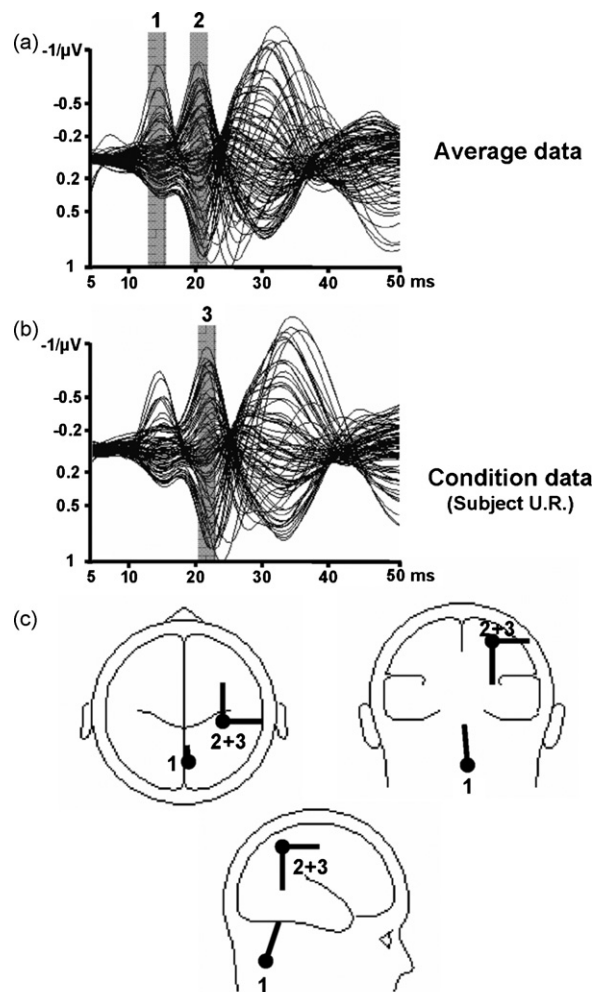 1 2
(a)
-1/µV
-0.5
-0.2
0.2
0.5
1
5 10 20 30 40 50 ms
Average data
3
(b)
-1/µV
-0.5
-0.2
0.2
0.5
1
5 10 20 30 40 50 ms
Condition data
(Subject U.R.)
(c)
2+3
1
2+3
1
2+3
1